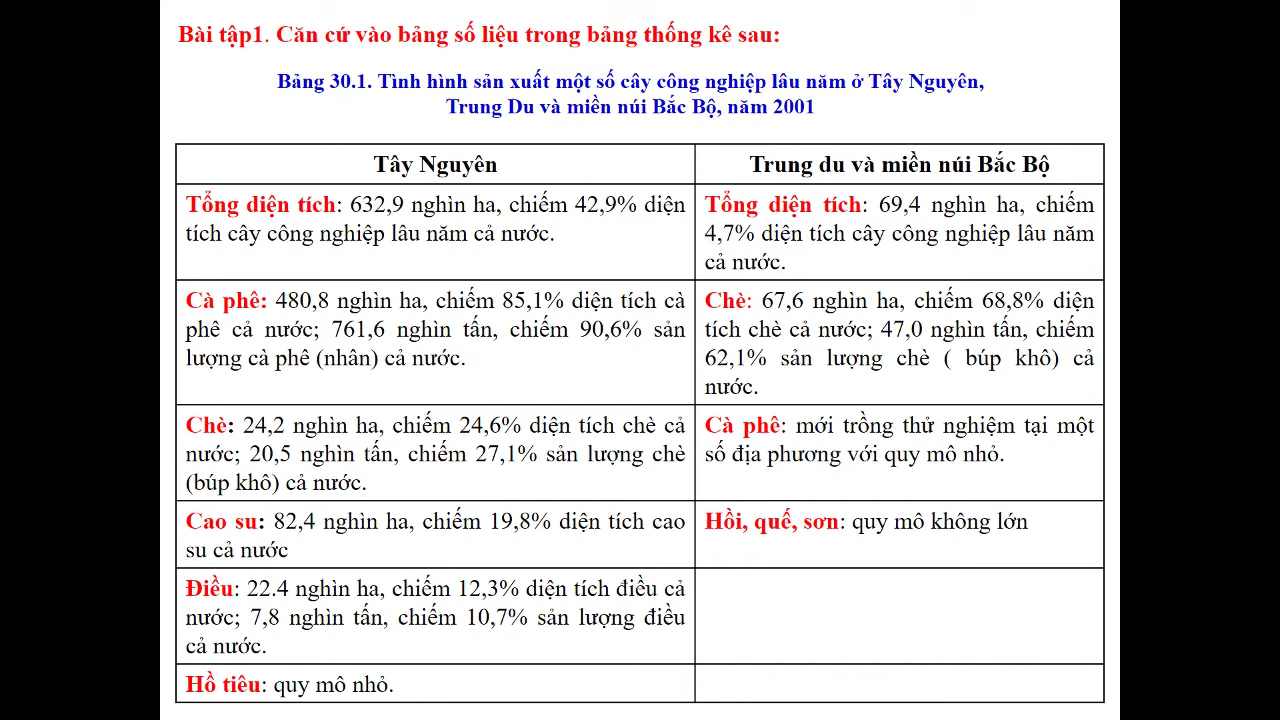 Bài tập1. Căn cứ vào bảng số liệu trong bảng thống kê sau:
Bảng 30.1. Tình hình sản xuất một số cây công nghiệp lâu năm ở Tây Nguyên,
Trung Du và miền núi Bắc Bộ, năm 2001
Tây Nguyên
Trung du và miền núi Bắc Bộ
Tổng diện tích: 632,9 nghìn ha, chiếm 42,9% diện
tích cây công nghiệp lâu năm cả nước.
Tổng diện tích: 69,4 nghìn ha, chiếm
4,7% diện tích cây công nghiệp lâu năm
cả nước.
Cà phê: 480,8 nghìn ha, chiếm 85,1% diện tích cà
phê cả nước; 761,6 nghìn tấn, chiếm 90,6% sản
lượng cà phê (nhân) cả nước.
Chè: 67,6 nghìn ha, chiếm 68,8% diện
tích chè cả nước; 47,0 nghìn tấn, chiếm
62,1% sản lượng chè ( búp khô) cả
nước.
Chè: 24,2 nghìn ha, chiếm 24,6% diện tích chè cả
nước; 20,5 nghìn tấn, chiếm 27,1% sản lượng chè
(búp khô) cả nước.
Cà phê: mới trồng thử nghiệm tại một
số địa phương với quy mô nhỏ.
Cao su: 82,4 nghìn ha, chiếm 19,8% diện tích cao
su cả nước
Hồi, quế, sơn: quy mô không lớn
Điều: 22.4 nghìn ha, chiếm 12,3% diện tích điều cả
nước; 7,8 nghìn tấn, chiếm 10,7% sản lượng điều
cả nước.
Hồ tiêu: quy mô nhỏ.